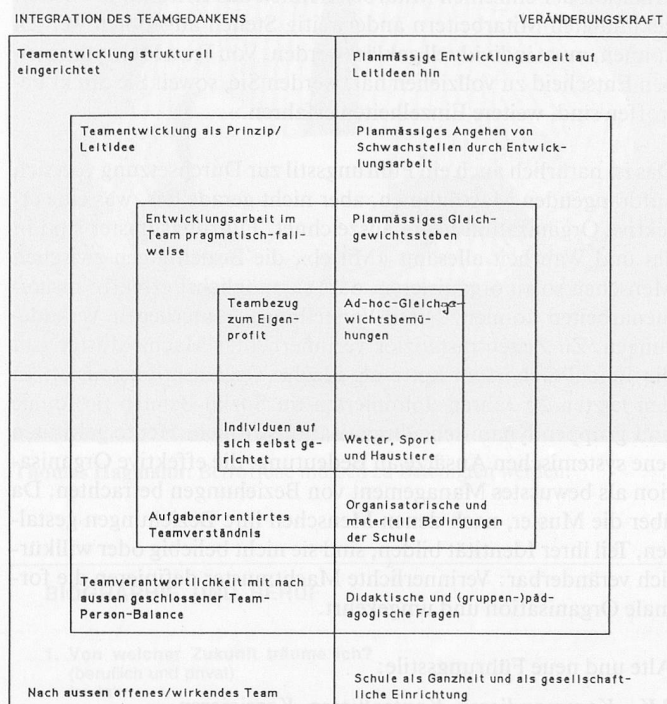 INTEGRATION DES TEAMGEDANKENS
VERÄNDERUNGSKRAFT
Teamentwicklung strukturell
eingerichtet
Planmässige Entwicklungsarbeit auf
Leitideen hin
Teamentwicklung als Prinzip/
Leitidee
Planmässiges Angehen von
Schwachstellen durch Entwick-
lungsarbeit
Entwicklungsarbeit im
Team pragmatisch-fall-
weise
Planmässiges Gleich-
gewichtssteben
Teambezug
zum Eigen-
profit
Ad-hoc-Gleichge-
wichtsbemü-
hungen
Individuen auf
sich selbst ge-
richtet
Wetter, Sport
und Haustiere
Aufgabenorientiertes
Teamverständnis
Organisatorische und
materielle Bedingungen
der Schule
Teamverantwortlichkeit mit nach
aussen geschlossener Team-
Person-Balance
Didaktische und (gruppen-)päd-
agogische Fragen
Nach aussen offenes/wirkendes Team
Schule als Ganzheit und als gesellschaft-
liche Einrichtung